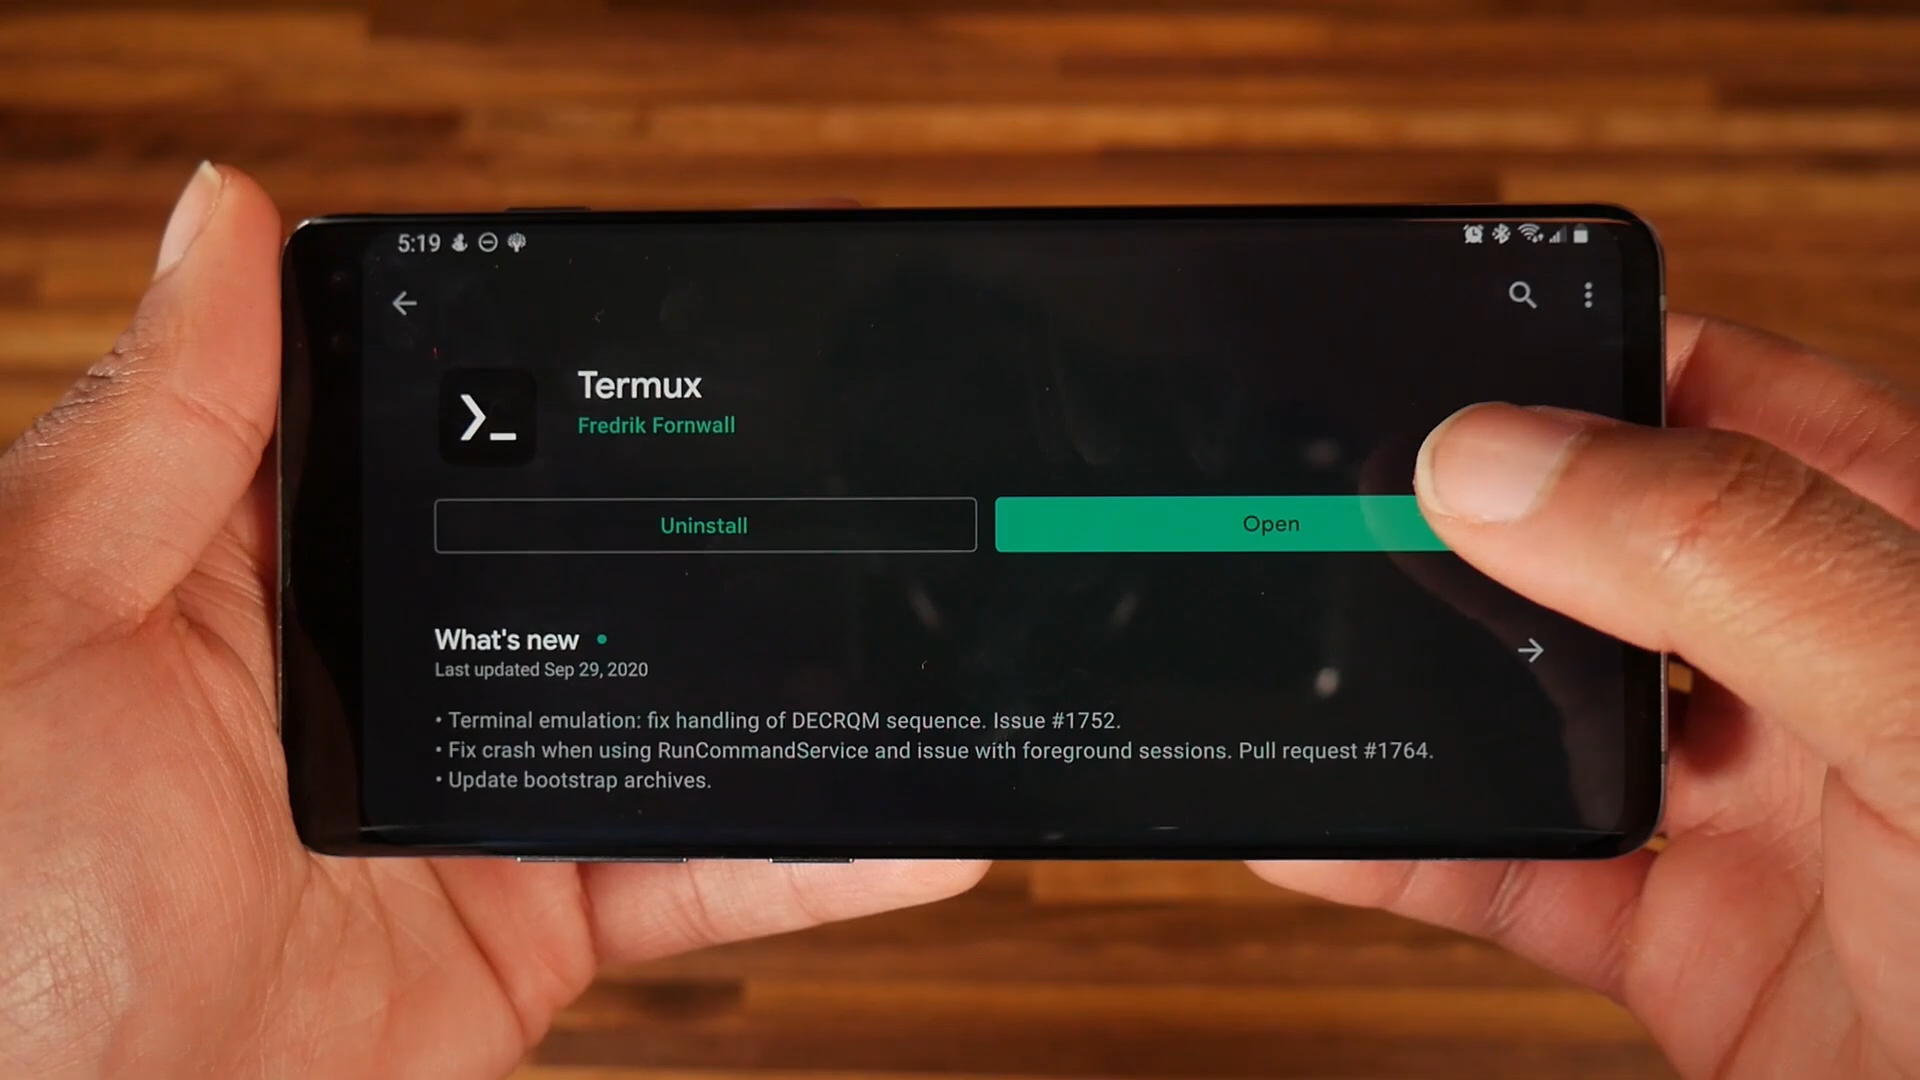 5:19
Termux
Fredrik Fornwall
Uninstall
Open
What's new
Last updated Sep 29, 2020
• Terminal emulation: fix handling of DECRQM sequence. Issue #1752.
• Fix crash when using RunCommandService and issue with foreground sessions. Pull request #1764.
• Update bootstrap archives.